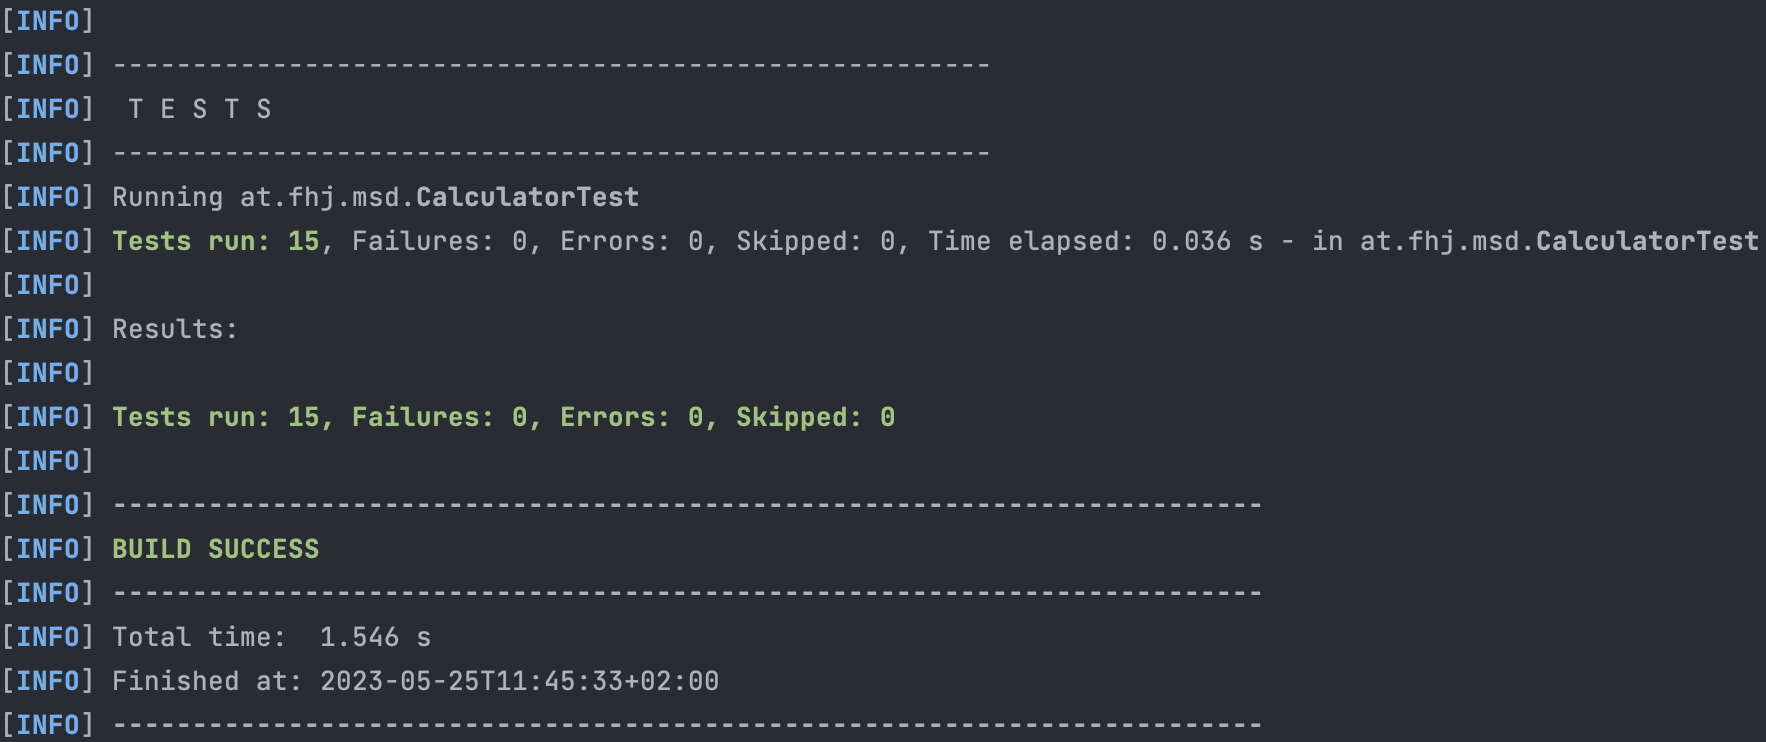 [INFO]
[INFO] -------------------------------------------------------
[INFO]  T E S T S
[INFO] -------------------------------------------------------
[INFO] Running at.fhj.msd.CalculatorTest
[INFO] Tests run: 15, Failures: 0, Errors: 0, Skipped: 0, Time elapsed: 0.036 s - in at.fhj.msd.CalculatorTest
[INFO]
[INFO] Results:
[INFO]
[INFO] Tests run: 15, Failures: 0, Errors: 0, Skipped: 0
[INFO]
[INFO] ------------------------------------------------------------------------
[INFO] BUILD SUCCESS
[INFO] ------------------------------------------------------------------------
[INFO] Total time:  1.546 s
[INFO] Finished at: 2023-05-25T11:45:33+02:00
[INFO] ------------------------------------------------------------------------